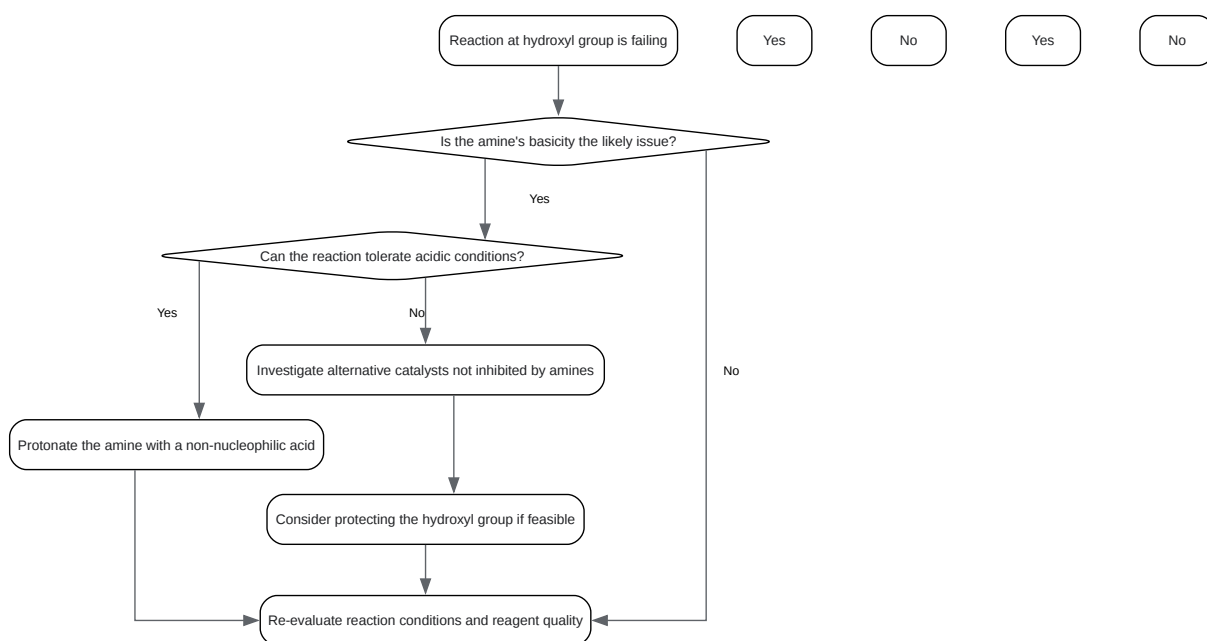 Reaction at hydroxyl group is failing
Yes
No
Yes
No
Is the amine's basicity the likely issue?
Yes
Can the reaction tolerate acidic conditions?
Yes
No
Investigate alternative catalysts not inhibited by amines
No
Protonate the amine with a non-nucleophilic acid
Consider protecting the hydroxyl group if feasible
Re-evaluate reaction conditions and reagent quality